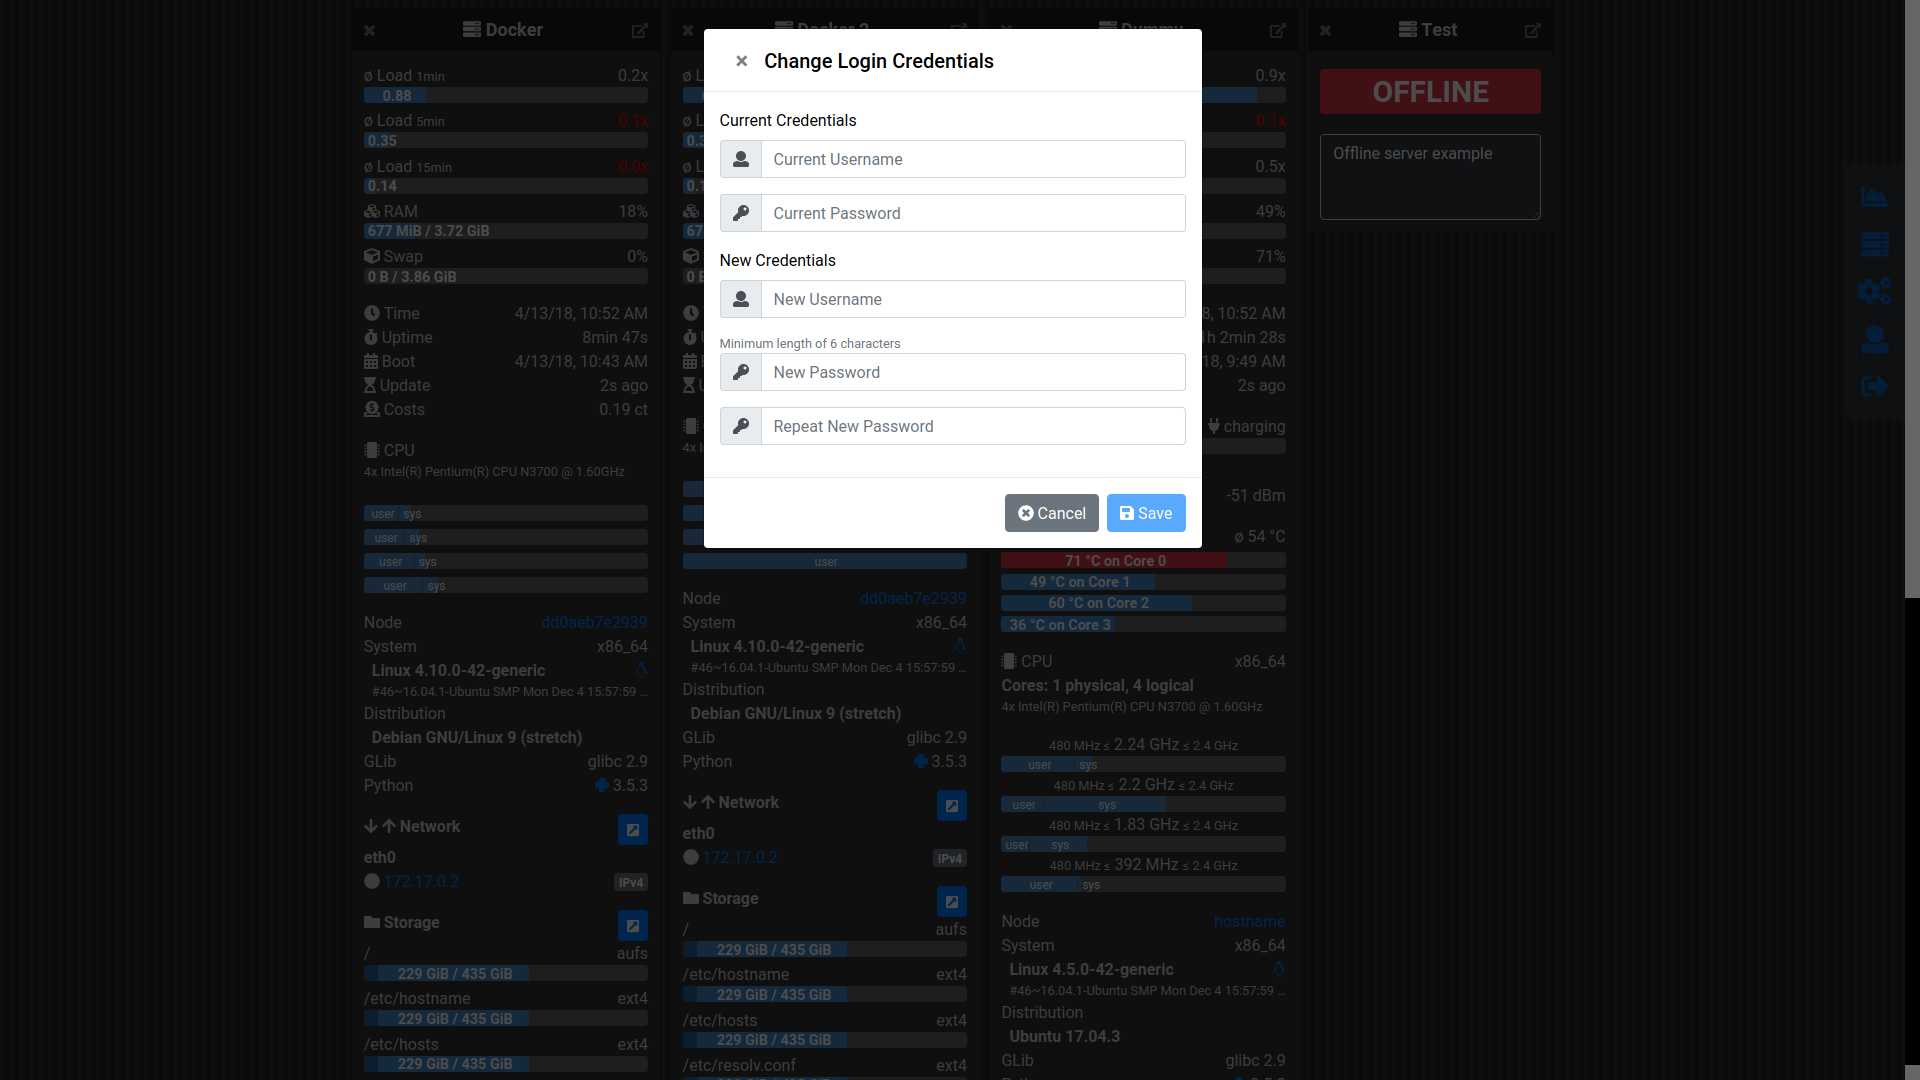 Docker
Docker 2
Dummy
Test
Change Login Credentials
Current Credentials
Current Username
Current Password
New Credentials
New Username
Minimum length of 6 characters
New Password
Repeat New Password
Cancel
Save
ø Load 1min 0.2x
0.88
ø Load 5min 0.1x
0.35
ø Load 15min 0.0x
0.14
RAM 18%
677 MiB / 3.72 GiB
Swap 0%
0 B / 3.86 GiB
Time 4/13/18, 10:52 AM
Uptime 8min 47s
Boot 4/13/18, 10:43 AM
Update 2s ago
Costs 0.19 ct
CPU
4x Intel(R) Pentium(R) CPU N3700 @ 1.60GHz
user sys
user sys
user sys
user sys
Node dd0aeb7e2939
System x86_64
Linux 4.10.0-42-generic
#46~16.04.1-Ubuntu SMP Mon Dec 4 15:57:59 ...
Distribution
Debian GNU/Linux 9 (stretch)
GLib glibc 2.9
Python 3.5.3
Network
eth0
172.17.0.2 IPv4
Storage
/ aufs
229 GiB / 435 GiB
/etc/hostname ext4
229 GiB / 435 GiB
/etc/hosts ext4
229 GiB / 435 GiB
user
Node dd0aeb7e2939
System x86_64
Linux 4.10.0-42-generic
#46~16.04.1-Ubuntu SMP Mon Dec 4 15:57:59 ...
Distribution
Debian GNU/Linux 9 (stretch)
GLib glibc 2.9
Python 3.5.3
Network
eth0
172.17.0.2 IPv4
Storage
/ aufs
229 GiB / 435 GiB
/etc/hostname ext4
229 GiB / 435 GiB
/etc/hosts ext4
229 GiB / 435 GiB
/etc/resolv.conf ext4
0.9x
0.1x
0.5x
49%
71%
8, 10:52 AM
1h 2min 28s
18, 9:49 AM
2s ago
charging
-51 dBm
ø 54 °C
71 °C on Core 0
49 °C on Core 1
60 °C on Core 2
36 °C on Core 3
CPU x86_64
Cores: 1 physical, 4 logical
4x Intel(R) Pentium(R) CPU N3700 @ 1.60GHz
480 MHz ≤ 2.24 GHz ≤ 2.4 GHz
user sys
480 MHz ≤ 2.2 GHz ≤ 2.4 GHz
user sys
480 MHz ≤ 1.83 GHz ≤ 2.4 GHz
user sys
480 MHz ≤ 392 MHz ≤ 2.4 GHz
user sys
Node hostname
System x86_64
Linux 4.5.0-42-generic
#46~16.04.1-Ubuntu SMP Mon Dec 4 15:57:59 ...
Distribution
Ubuntu 17.04.3
GLib glibc 2.9
OFFLINE
Offline server example